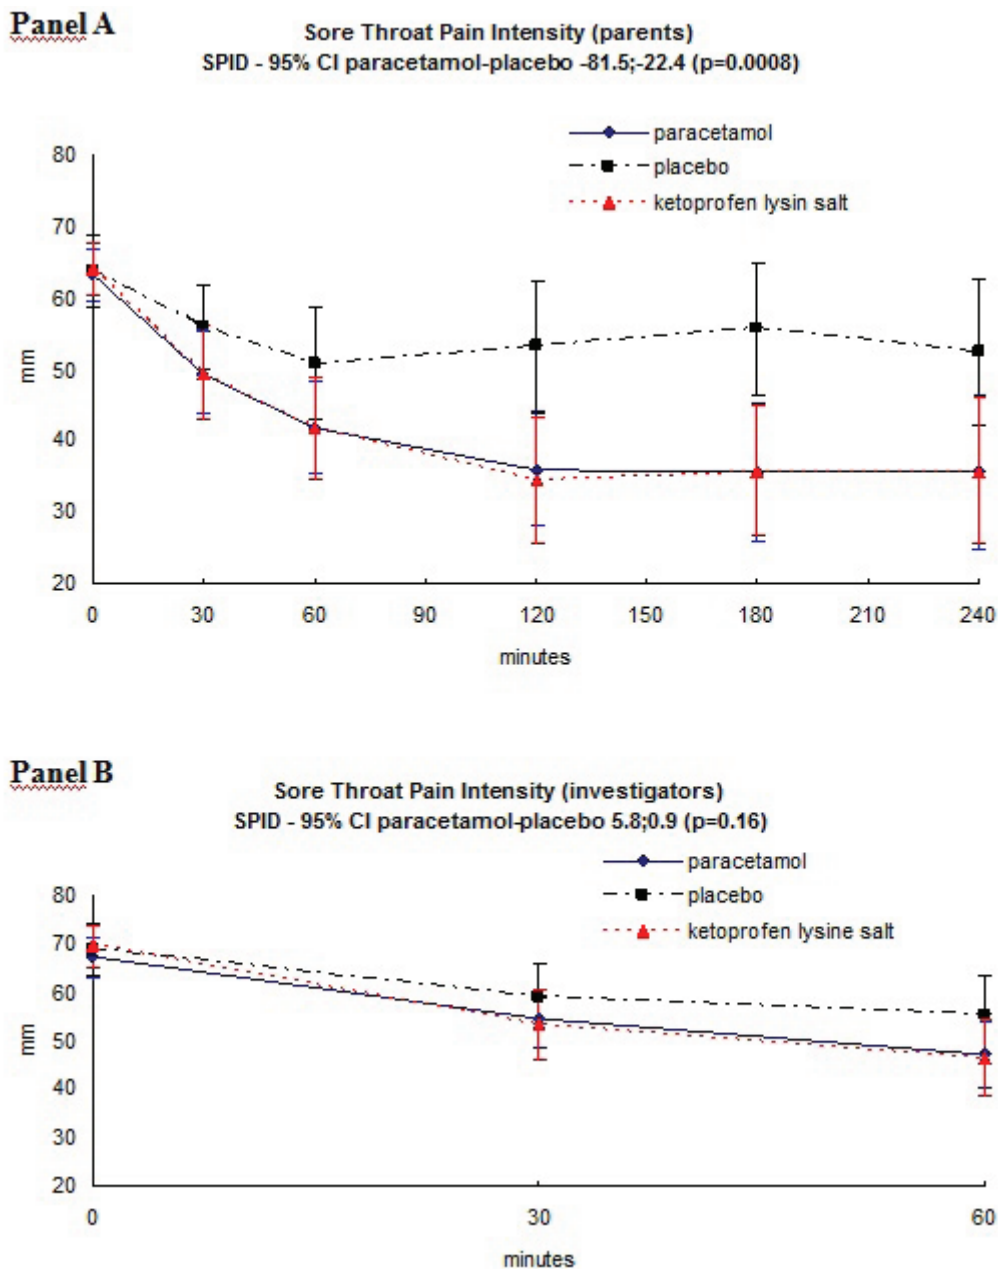 Panel A
Sore Throat Pain Intensity (parents)
SPID - 95% CI paracetamol-placebo -81.5;-22.4 (p=0.0008)
paracetamol
placebo
ketoprofen lysin salt
80
70
60
50
40
30
20
mm
0 30 60 90 120 150 180 210 240
minutes
Panel B
Sore Throat Pain Intensity (investigators)
SPID - 95% CI paracetamol-placebo 5.8;0.9 (p=0.16)
paracetamol
placebo
ketoprofen lysine salt
80
70
60
50
40
30
20
mm
0 30 60
minutes